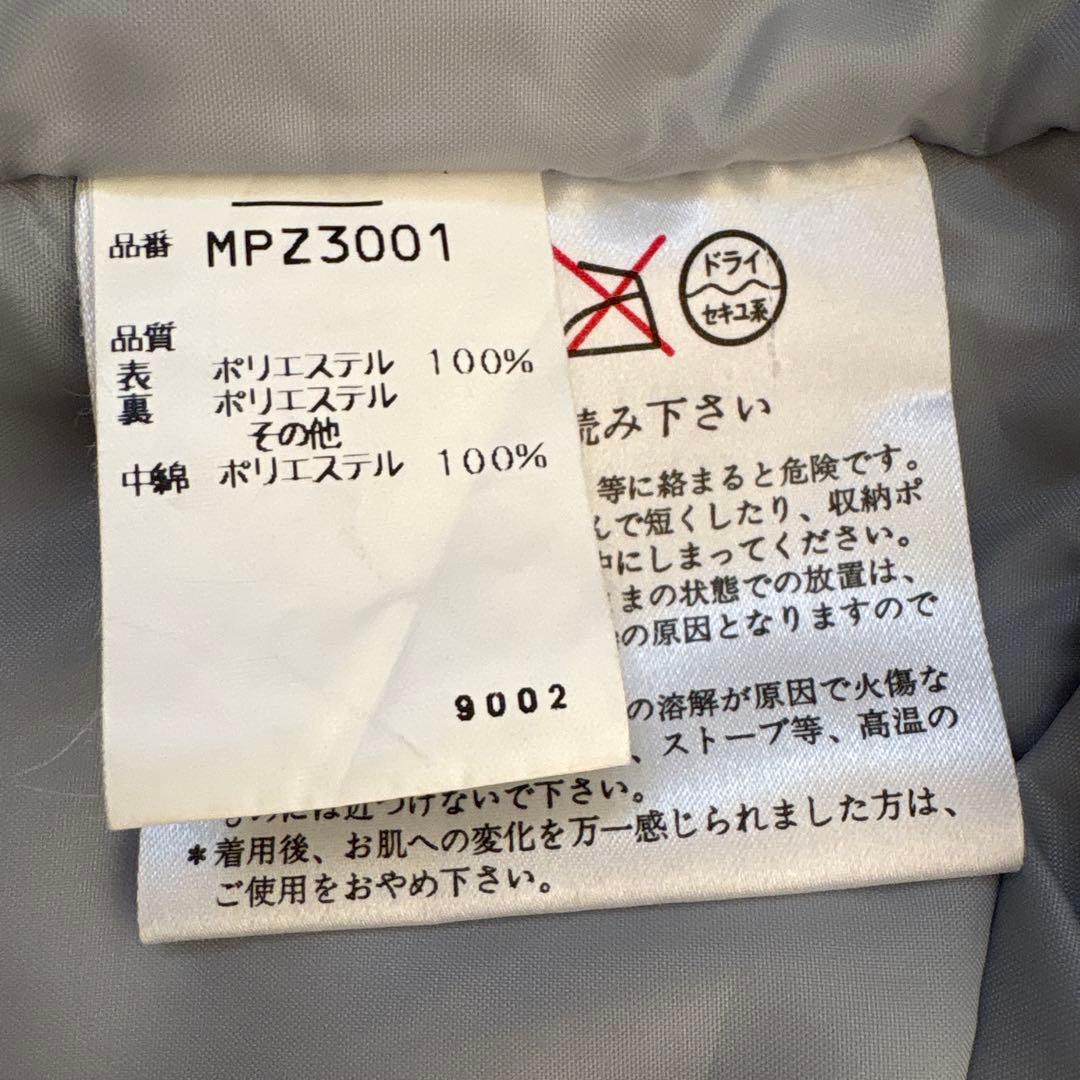 品番 MPZ3001
品質
表 ポリエステル 100%
裏 ポリエステル
その他
中綿 ポリエステル 100%
9002
ドライ
セキユ系
読み下さい
等に絡まると危険です。
んで短くしたり、収納ポ
中にしまってください。
まの状態での放置は、
の原因となりますので
の溶解が原因で火傷な
、ストーブ等、高温の
ものには近づけないで下さい。
*着用後、お肌への変化を万一感じられました方は、
ご使用をおやめ下さい。